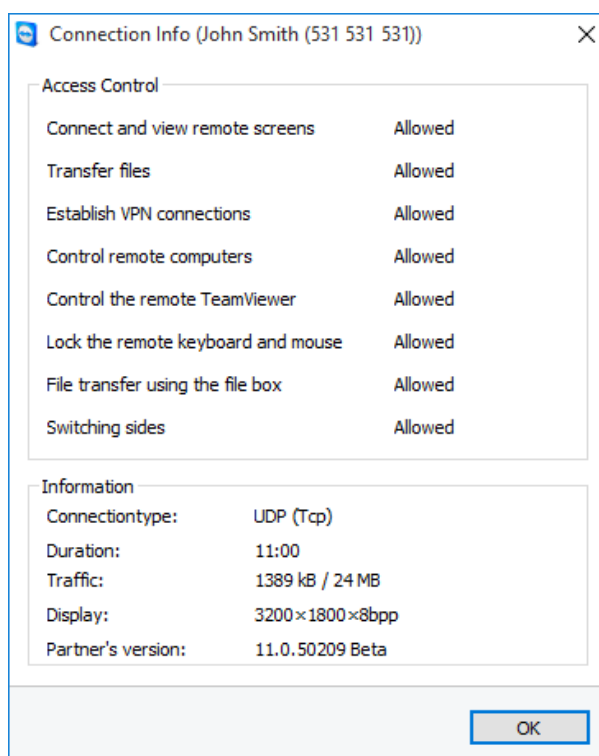 Connection Info (John Smith (531 531 531))
Access Control
Connect and view remote screens Allowed
Transfer files Allowed
Establish VPN connections Allowed
Control remote computers Allowed
Control the remote TeamViewer Allowed
Lock the remote keyboard and mouse Allowed
File transfer using the file box Allowed
Switching sides Allowed
Information
Connectiontype: UDP (Tcp)
Duration: 11:00
Traffic: 1389 kB / 24 MB
Display: 3200×1800×8bpp
Partner's version: 11.0.50209 Beta
OK